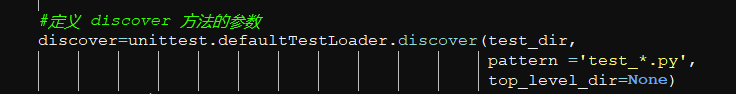 #定义 discover 方法的参数
discover=unittest.defaultTestLoader.discover(test_dir,
pattern ='test_*.py',
top_level_dir=None)